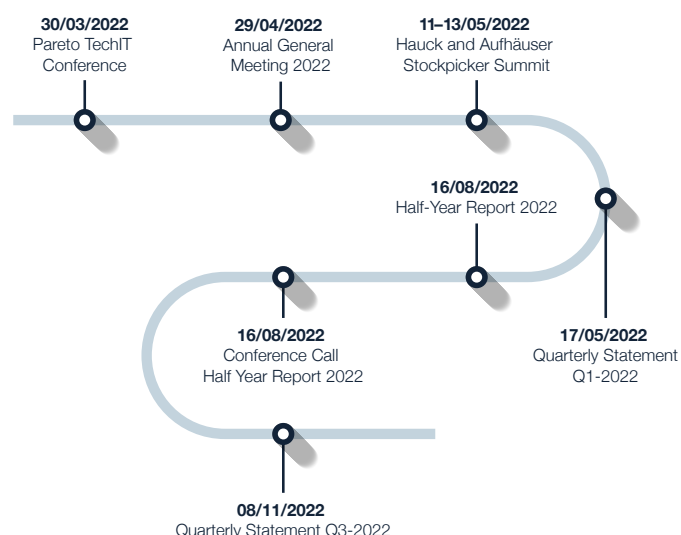 30/03/2022
Pareto TechIT
Conference
29/04/2022
Annual General
Meeting 2022
11–13/05/2022
Hauck and Aufhäuser
Stockpicker Summit
17/05/2022
Quarterly Statement
Q1-2022
16/08/2022
Half-Year Report 2022
16/08/2022
Conference Call
Half Year Report 2022
08/11/2022
Quarterly Statement Q3-2022